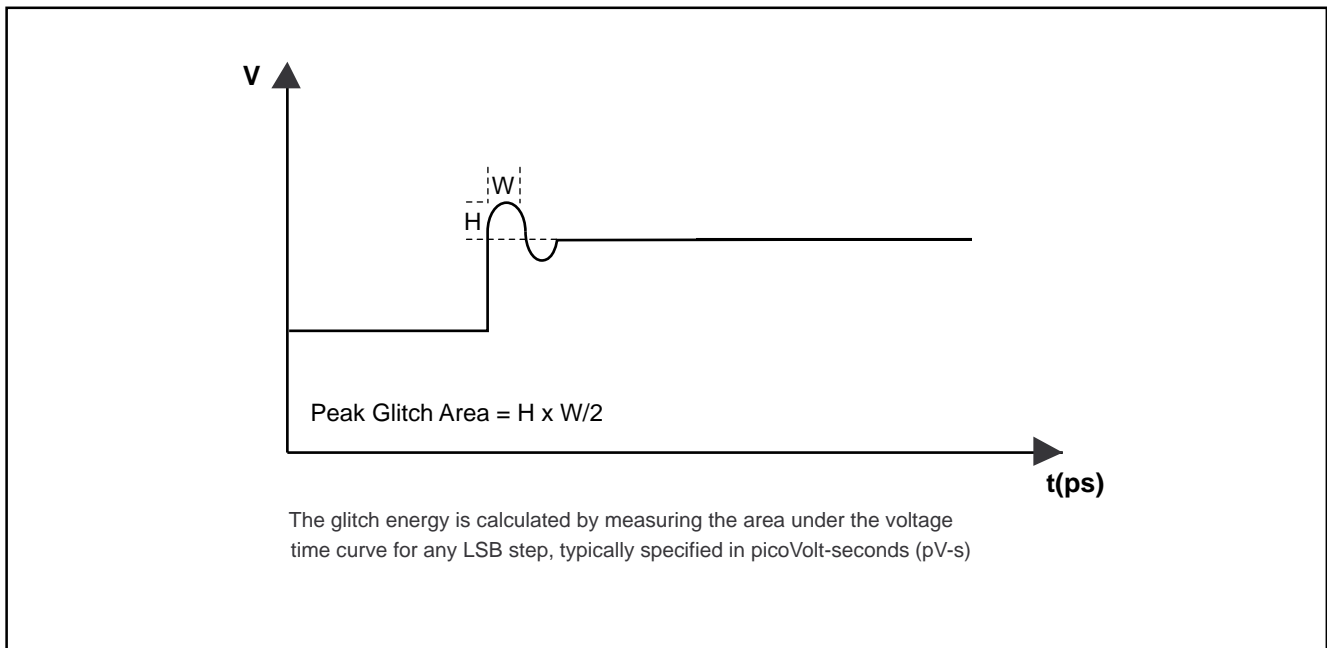 V
W
H
Peak Glitch Area = H x W/2
t(ps)
The glitch energy is calculated by measuring the area under the voltage
time curve for any LSB step, typically specified in picoVolt-seconds (pV-s)